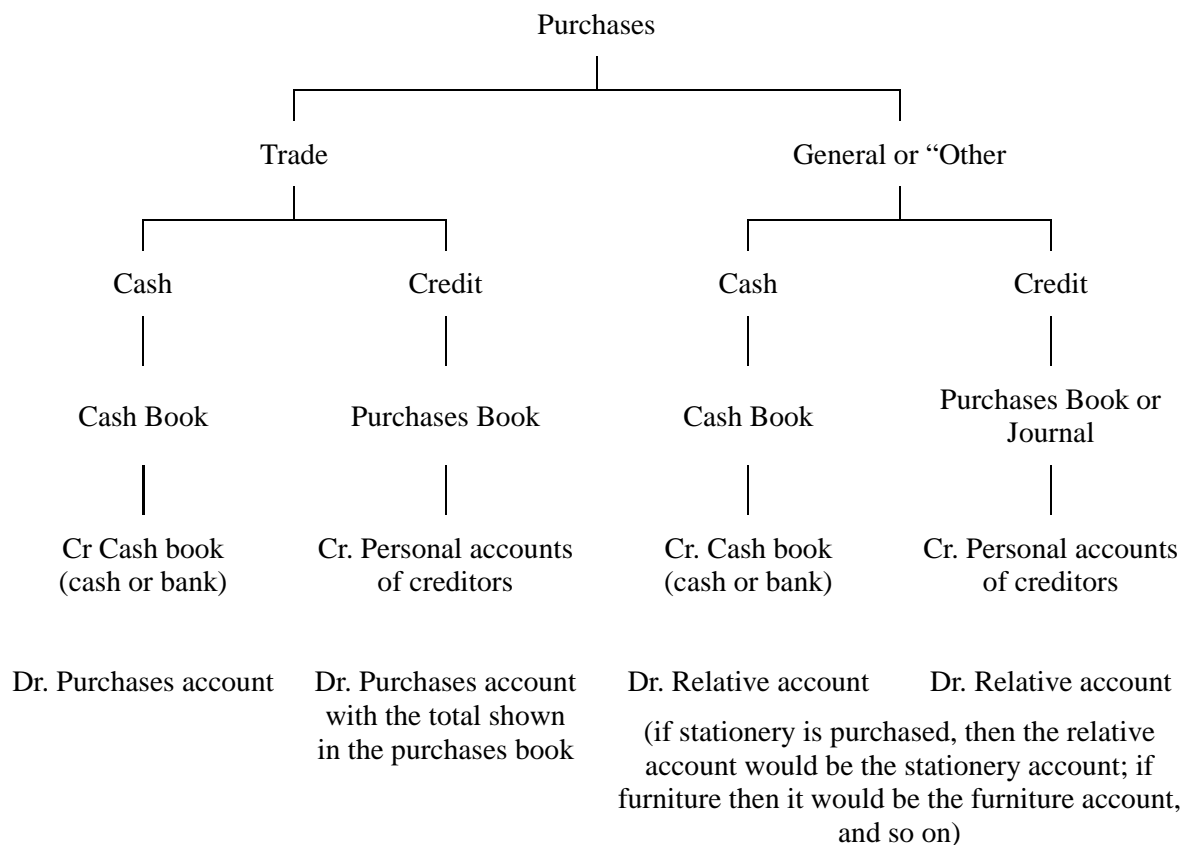 Purchases
Trade
General or “Other
Cash
Credit
Cash
Credit
Cash Book
Purchases Book
Cash Book
Purchases Book or
Journal
Cr Cash book
(cash or bank)
Cr. Personal accounts
of creditors
Cr. Cash book
(cash or bank)
Cr. Personal accounts
of creditors
Dr. Purchases account
Dr. Purchases account
with the total shown
in the purchases book
Dr. Relative account
Dr. Relative account
(if stationery is purchased, then the relative
account would be the stationery account; if
furniture then it would be the furniture account,
and so on)